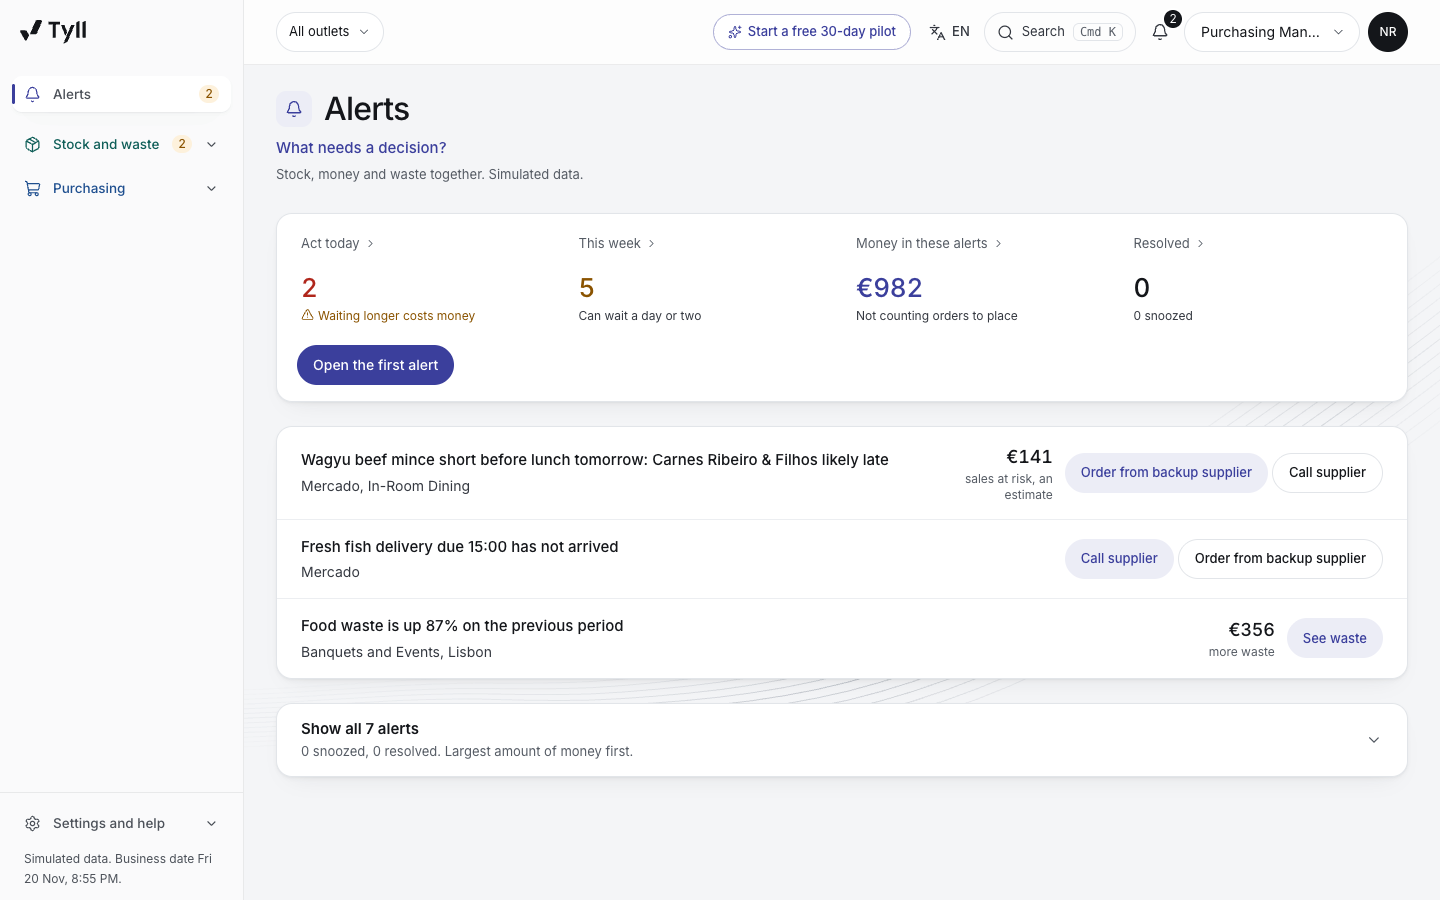 Tyll
All outlets
Start a free 30-day pilot
EN
Search Cmd K
2
Purchasing Man...
NR
Alerts 2
Stock and waste 2
Purchasing
Alerts
What needs a decision?
Stock, money and waste together. Simulated data.
Act today
2
Waiting longer costs money
This week
5
Can wait a day or two
Money in these alerts
€982
Not counting orders to place
Resolved
0
0 snoozed
Open the first alert
Wagyu beef mince short before lunch tomorrow: Carnes Ribeiro & Filhos likely late
Mercado, In-Room Dining
€141
sales at risk, an
estimate
Order from backup supplier
Call supplier
Fresh fish delivery due 15:00 has not arrived
Mercado
Call supplier
Order from backup supplier
Food waste is up 87% on the previous period
Banquets and Events, Lisbon
€356
more waste
See waste
Show all 7 alerts
0 snoozed, 0 resolved. Largest amount of money first.
Settings and help
Simulated data. Business date Fri
20 Nov, 8:55 PM.